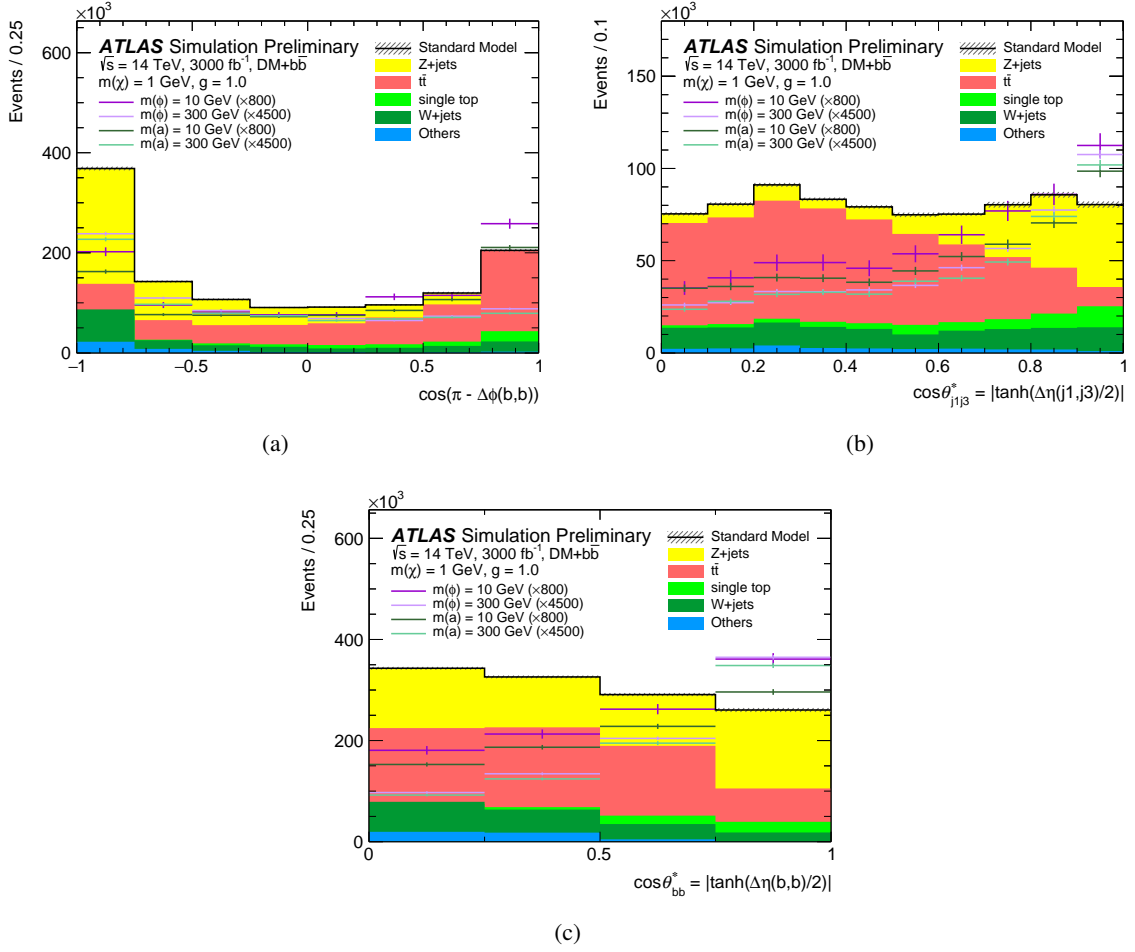 ×10³
Events / 0.25
600
400
200
0
ATLAS Simulation Preliminary
√s = 14 TeV, 3000 fb⁻¹, DM+bb̄
m(χ) = 1 GeV, g = 1.0
m(ϕ) = 10 GeV (×800)
m(ϕ) = 300 GeV (×4500)
m(a) = 10 GeV (×800)
m(a) = 300 GeV (×4500)
Standard Model
Z+jets
tt̄
single top
W+jets
Others
−1 −0.5 0 0.5 1
cos(π - Δϕ(b,b))
(a)
×10³
Events / 0.1
150
100
50
0
ATLAS Simulation Preliminary
√s = 14 TeV, 3000 fb⁻¹, DM+bb̄
m(χ) = 1 GeV, g = 1.0
m(ϕ) = 10 GeV (×800)
m(ϕ) = 300 GeV (×4500)
m(a) = 10 GeV (×800)
m(a) = 300 GeV (×4500)
Standard Model
Z+jets
tt̄
single top
W+jets
Others
0 0.2 0.4 0.6 0.8 1
cosθ*j1j3 = |tanh(Δη(j1,j3)/2)|
(b)
×10³
Events / 0.25
600
400
200
0
ATLAS Simulation Preliminary
√s = 14 TeV, 3000 fb⁻¹, DM+bb̄
m(χ) = 1 GeV, g = 1.0
m(ϕ) = 10 GeV (×800)
m(ϕ) = 300 GeV (×4500)
m(a) = 10 GeV (×800)
m(a) = 300 GeV (×4500)
Standard Model
Z+jets
tt̄
single top
W+jets
Others
0 0.5 1
cosθ*bb = |tanh(Δη(b,b)/2)|
(c)